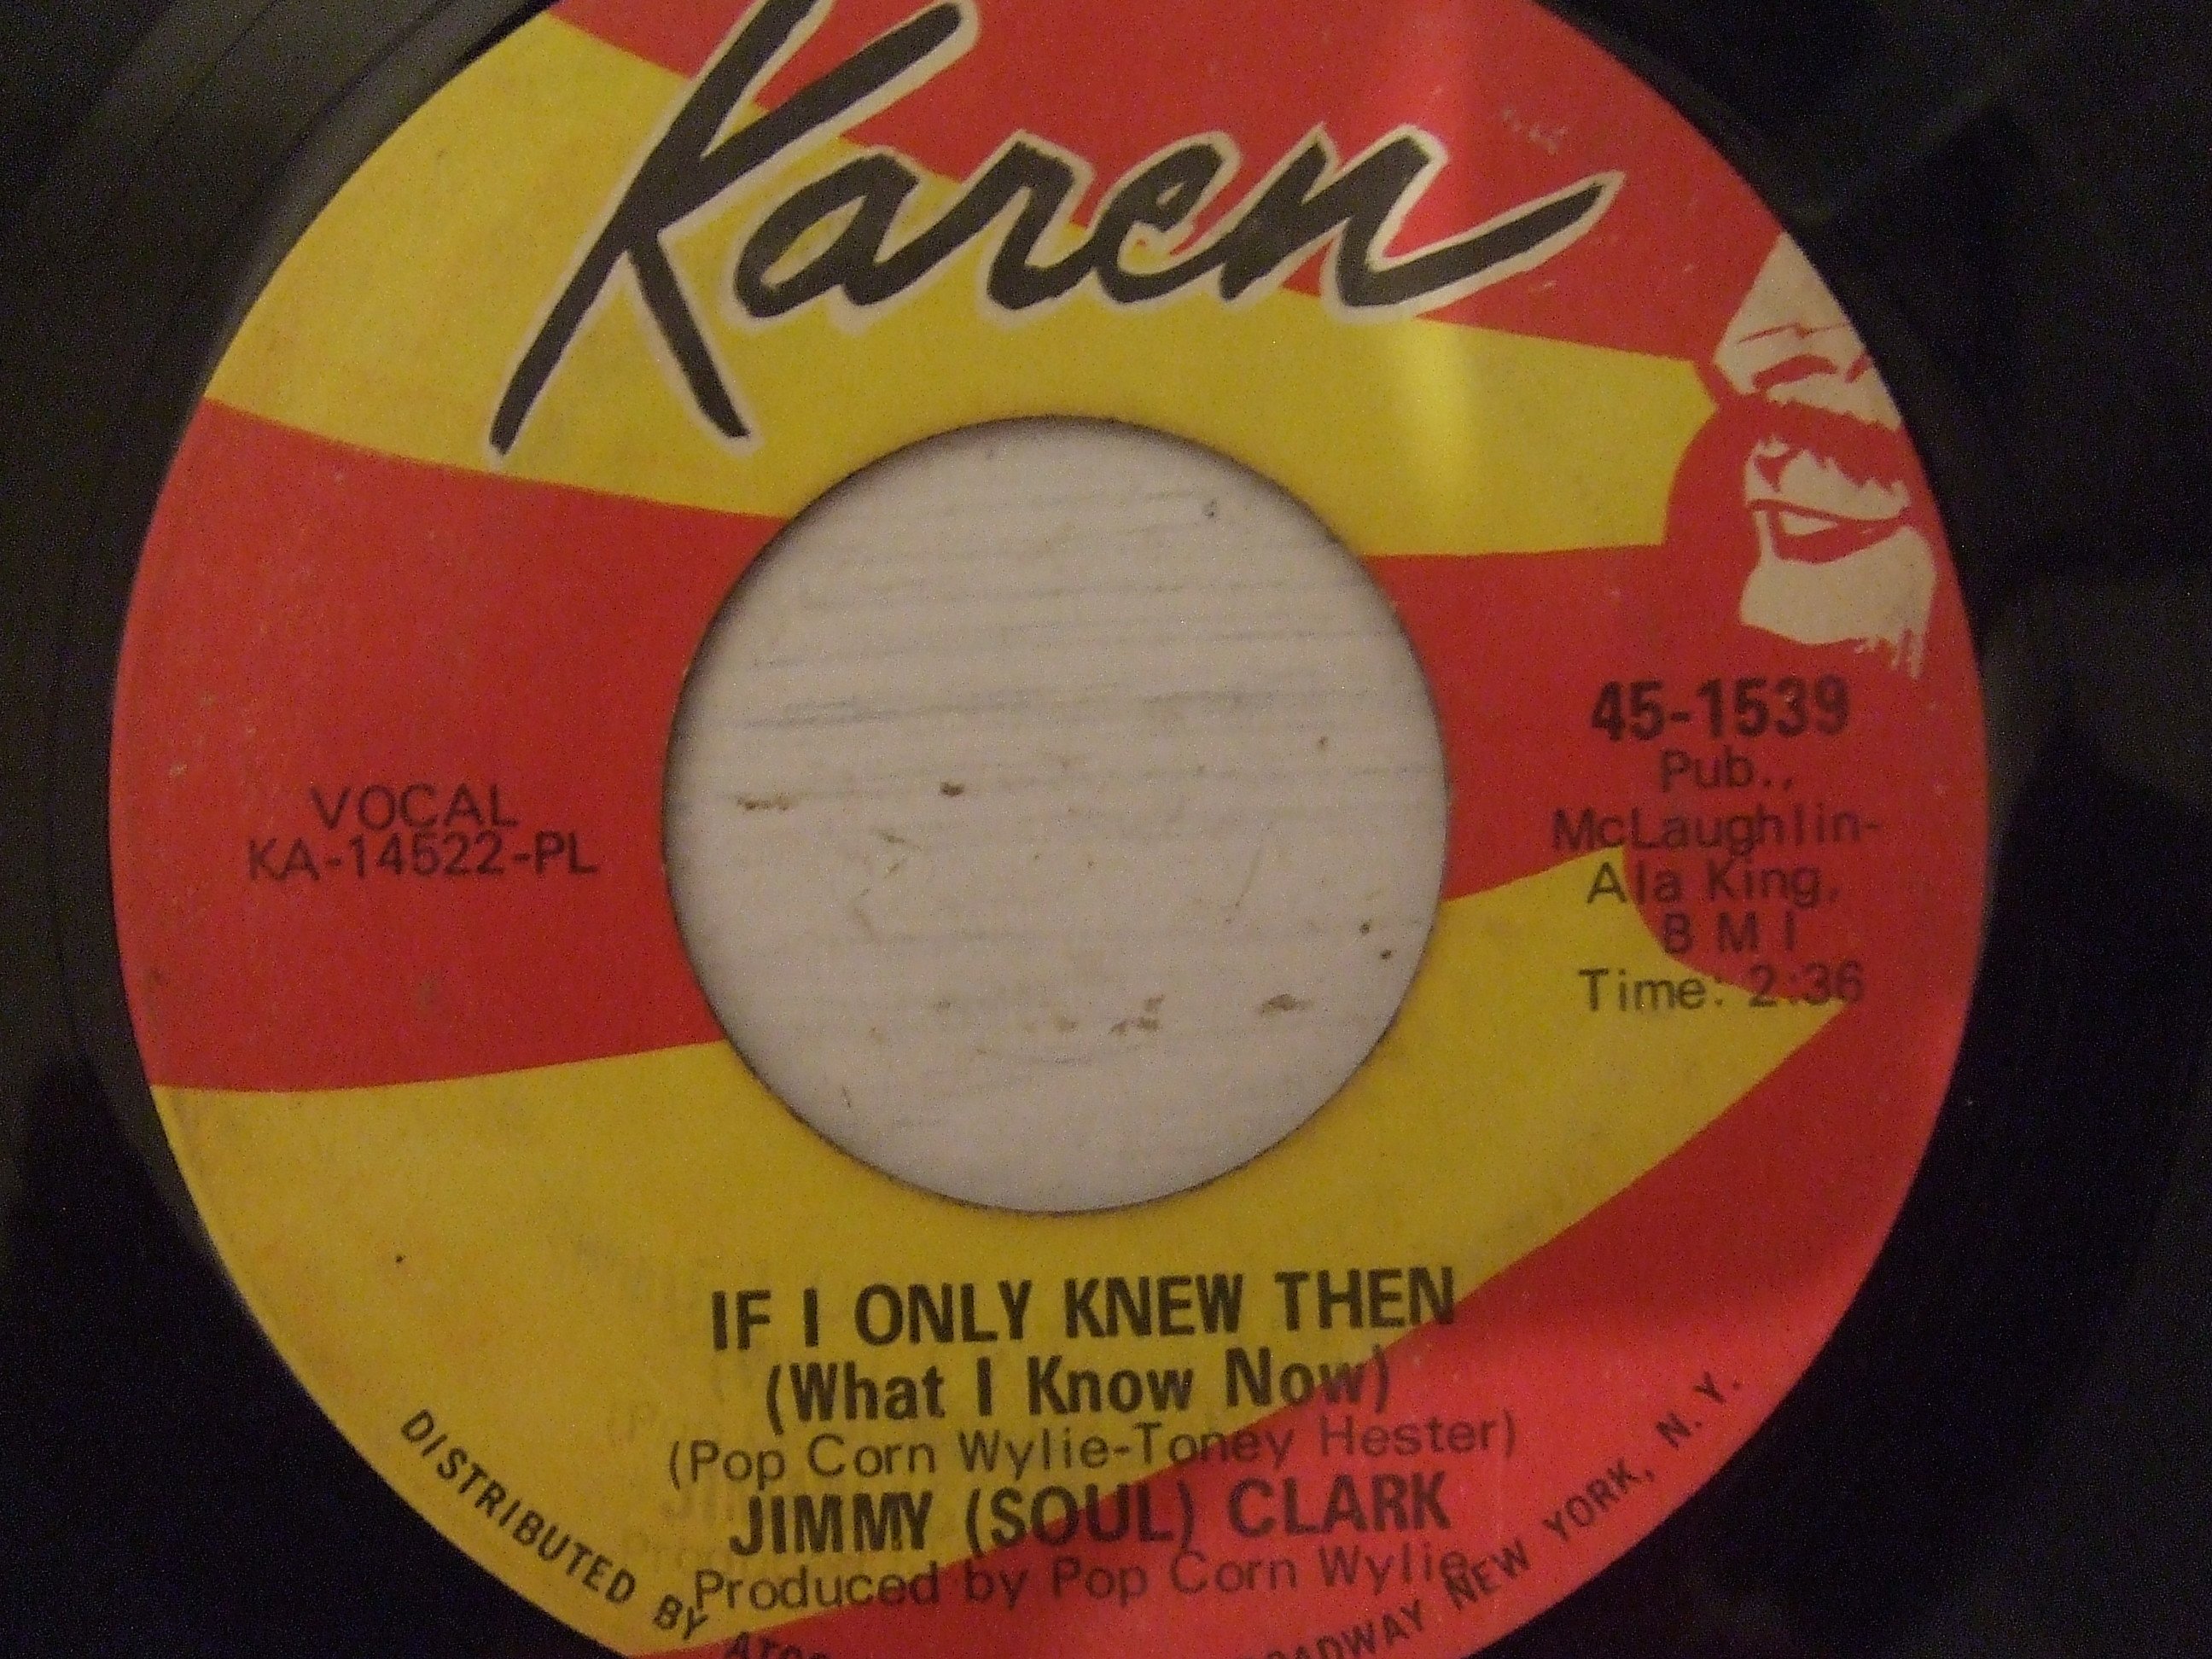 Karen
45-1539
Pub.,
McLaughlin-
Ala King,
B M I
Time: 2:36
VOCAL
KA-14522-PL
IF I ONLY KNEW THEN
(What I Know Now)
(Pop Corn Wylie-Toney Hester)
JIMMY (SOUL) CLARK
Produced by Pop Corn Wylie
DISTRIBUTED BY NEW YORK, N.Y.